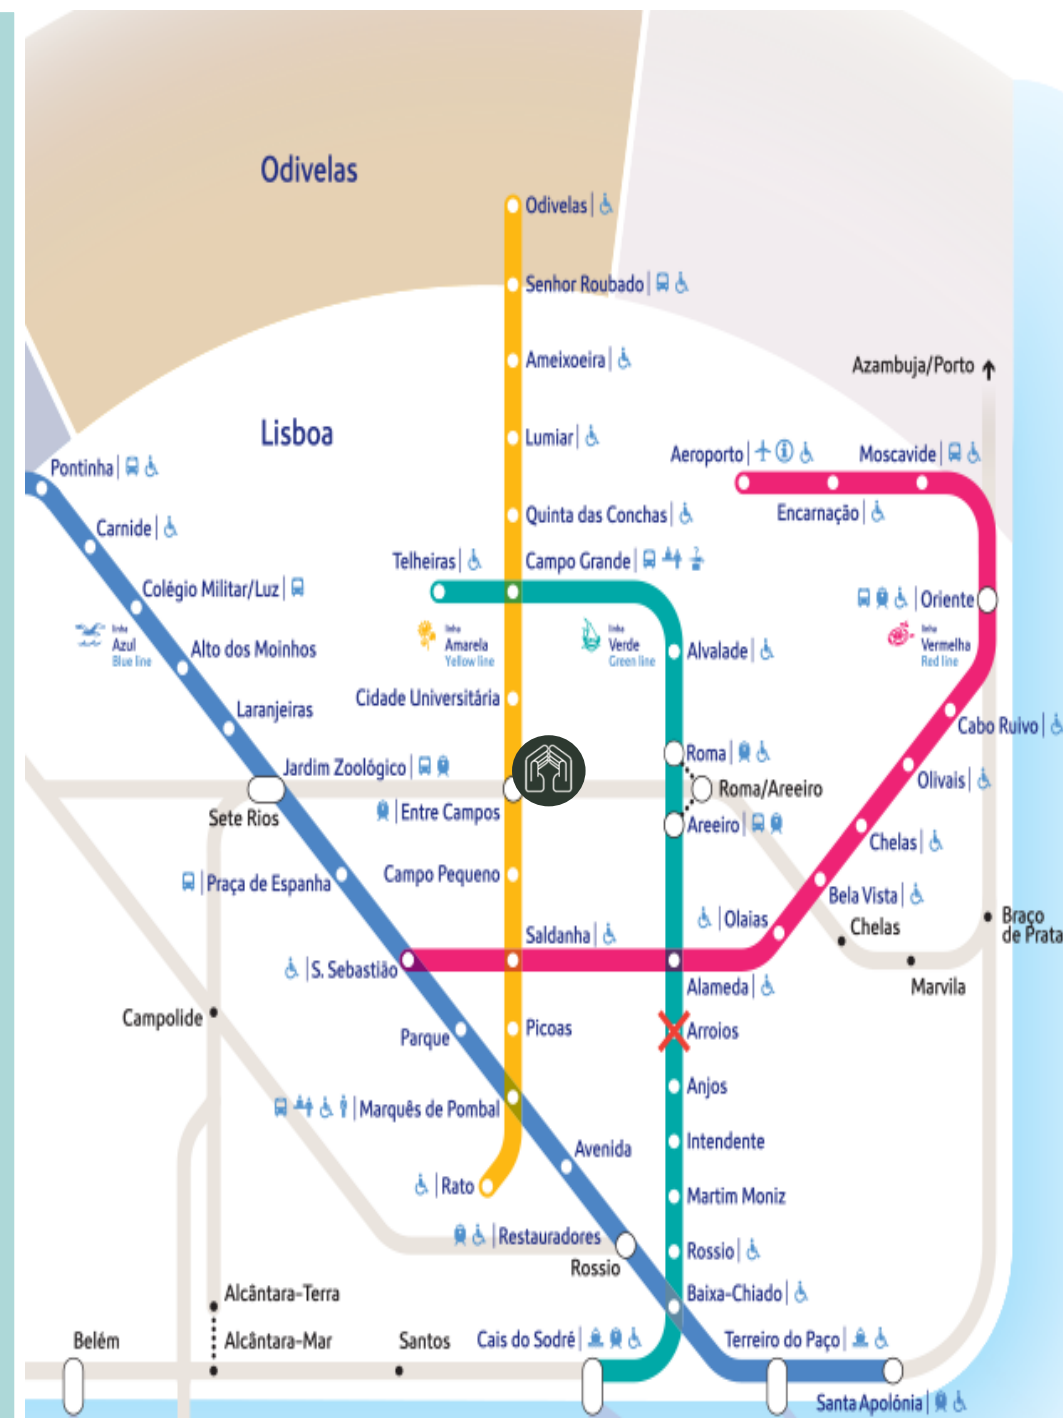 Odivelas
Odivelas
Senhor Roubado
Ameixoeira
Azambuja/Porto
Lisboa
Lumiar
Pontinha
Aeroporto
Moscavide
Carnide
Quinta das Conchas
Encarnação
Telheiras
Campo Grande
Colégio Militar/Luz
Oriente
linha
Azul
Blue line
linha
Amarela
Yellow line
linha
Verde
Green line
linha
Vermelha
Red line
Alto dos Moinhos
Alvalade
Cidade Universitária
Laranjeiras
Cabo Ruivo
Jardim Zoológico
Roma
Olivais
Roma/Areeiro
Sete Rios
Entre Campos
Areeiro
Chelas
Praça de Espanha
Campo Pequeno
Bela Vista
Saldanha
Olaias
Chelas
Braço
de Prata
S. Sebastião
Alameda
Marvila
Campolide
Parque
Picoas
Arroios
Anjos
Marquês de Pombal
Avenida
Intendente
Rato
Martim Moniz
Restauradores
Rossio
Rossio
Alcântara-Terra
Baixa-Chiado
Belém
Alcântara-Mar
Santos
Cais do Sodré
Terreiro do Paço
Santa Apolónia